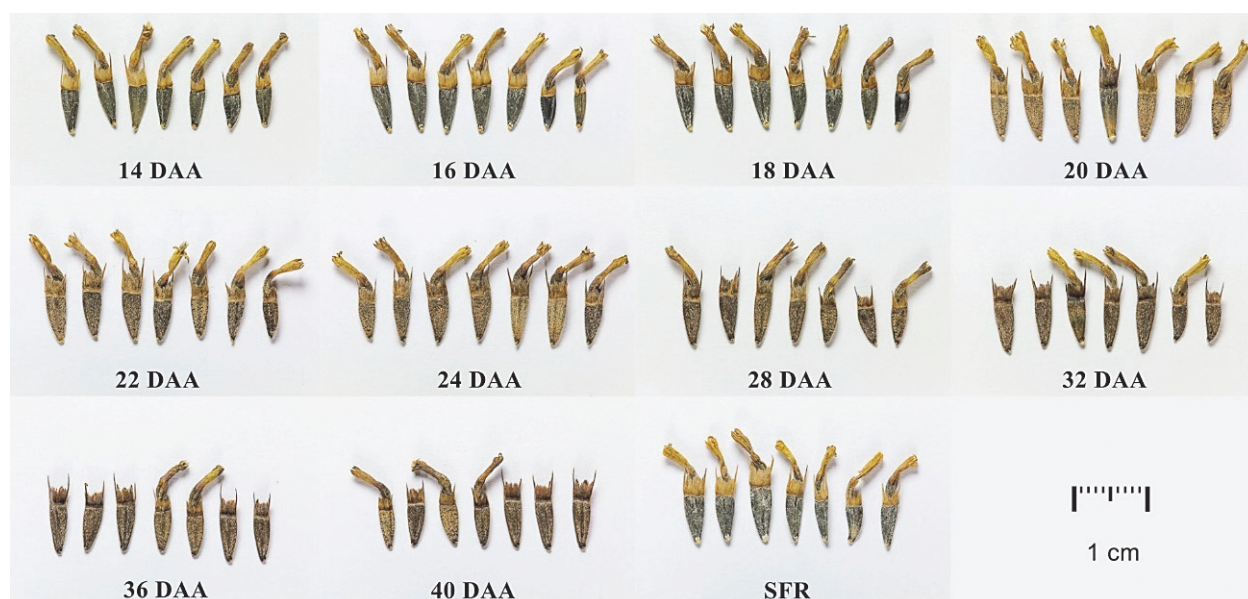 14 DAA
16 DAA
18 DAA
20 DAA
22 DAA
24 DAA
28 DAA
32 DAA
36 DAA
40 DAA
SFR
1 cm